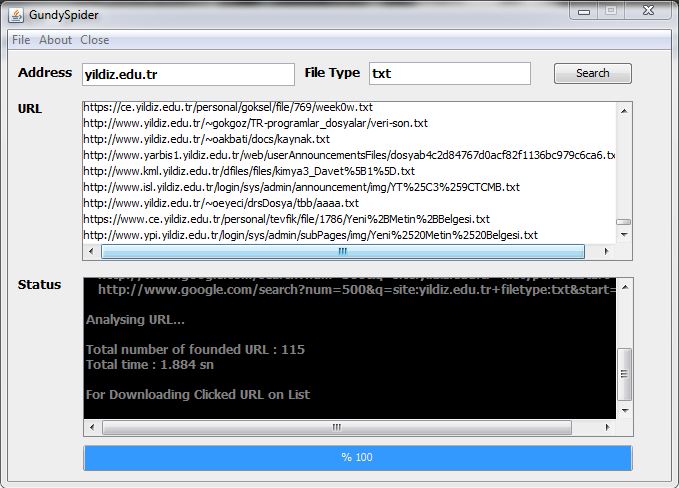 GundySpider
File About Close
Address yildiz.edu.tr File Type txt Search
URL
https://ce.yildiz.edu.tr/personal/goksel/file/769/week0w.txt
http://www.yildiz.edu.tr/~gokgoz/TR-programlar_dosyalar/veri-son.txt
http://www.yildiz.edu.tr/~oakbati/docs/kaynak.txt
http://www.yarbis1.yildiz.edu.tr/web/userAnnouncementsFiles/dosyab4c2d84767d0acf82f1136bc979c6ca6.tx
http://www.kml.yildiz.edu.tr/dfiles/files/kimya3_Davet%5B1%5D.txt
http://www.isl.yildiz.edu.tr/login/sys/admin/announcement/img/YT%25C3%259CTCMB.txt
http://www.yildiz.edu.tr/~oeyeci/drsDosya/tbb/aaaa.txt
https://www.ce.yildiz.edu.tr/personal/tevfik/file/1786/Yeni%2BMetin%2BBelgesi.txt
http://www.ypi.yildiz.edu.tr/login/sys/admin/subPages/img/Yeni%2520Metin%2520Belgesi.txt
Status
http://www.google.com/search?num=500&q=site:yildiz.edu.tr+filetype:txt&start=
Analysing URL...
Total number of founded URL : 115
Total time : 1.884 sn
For Downloading Clicked URL on List
% 100